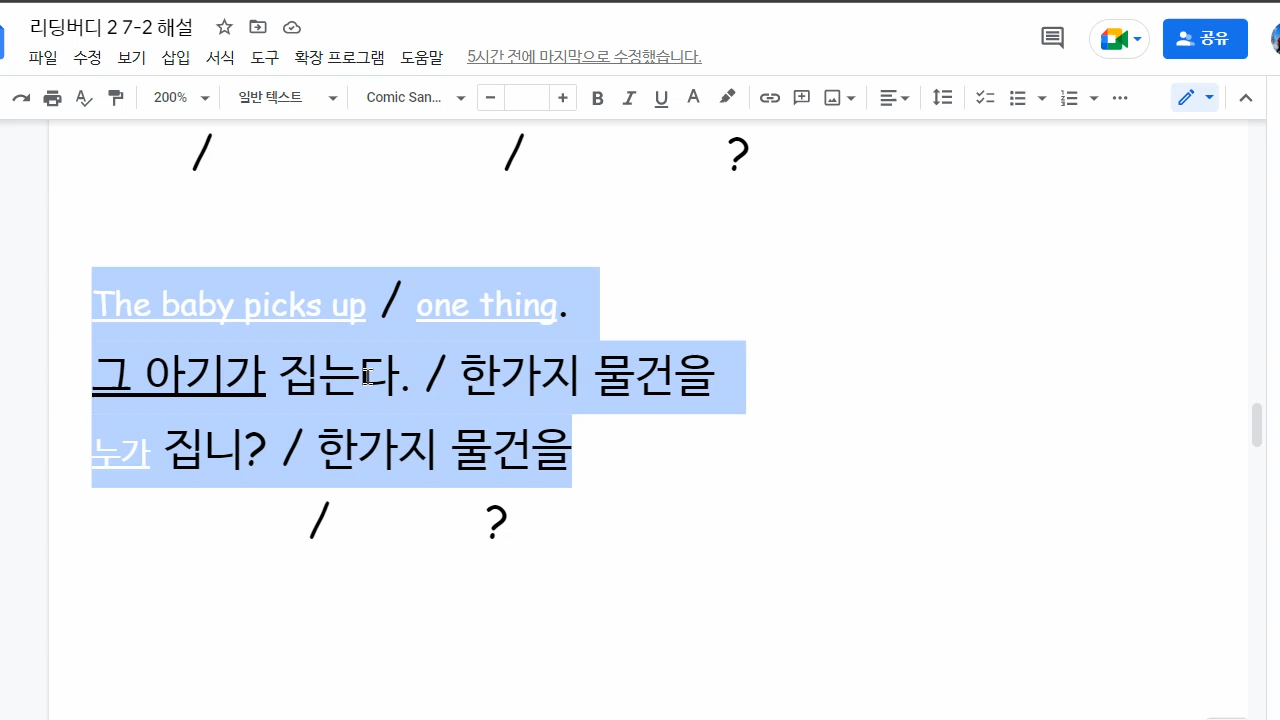 리딩버디 2 7-2 해설
파일 수정 보기 삽입 서식 도구 확장 프로그램 도움말 5시간 전에 마지막으로 수정했습니다.
공유
200% 일반 텍스트 Comic San... − + B I U A
/ / ?
The baby picks up / one thing.
그 아기가 집는다. / 한가지 물건을
누가 집니? / 한가지 물건을
/ ?